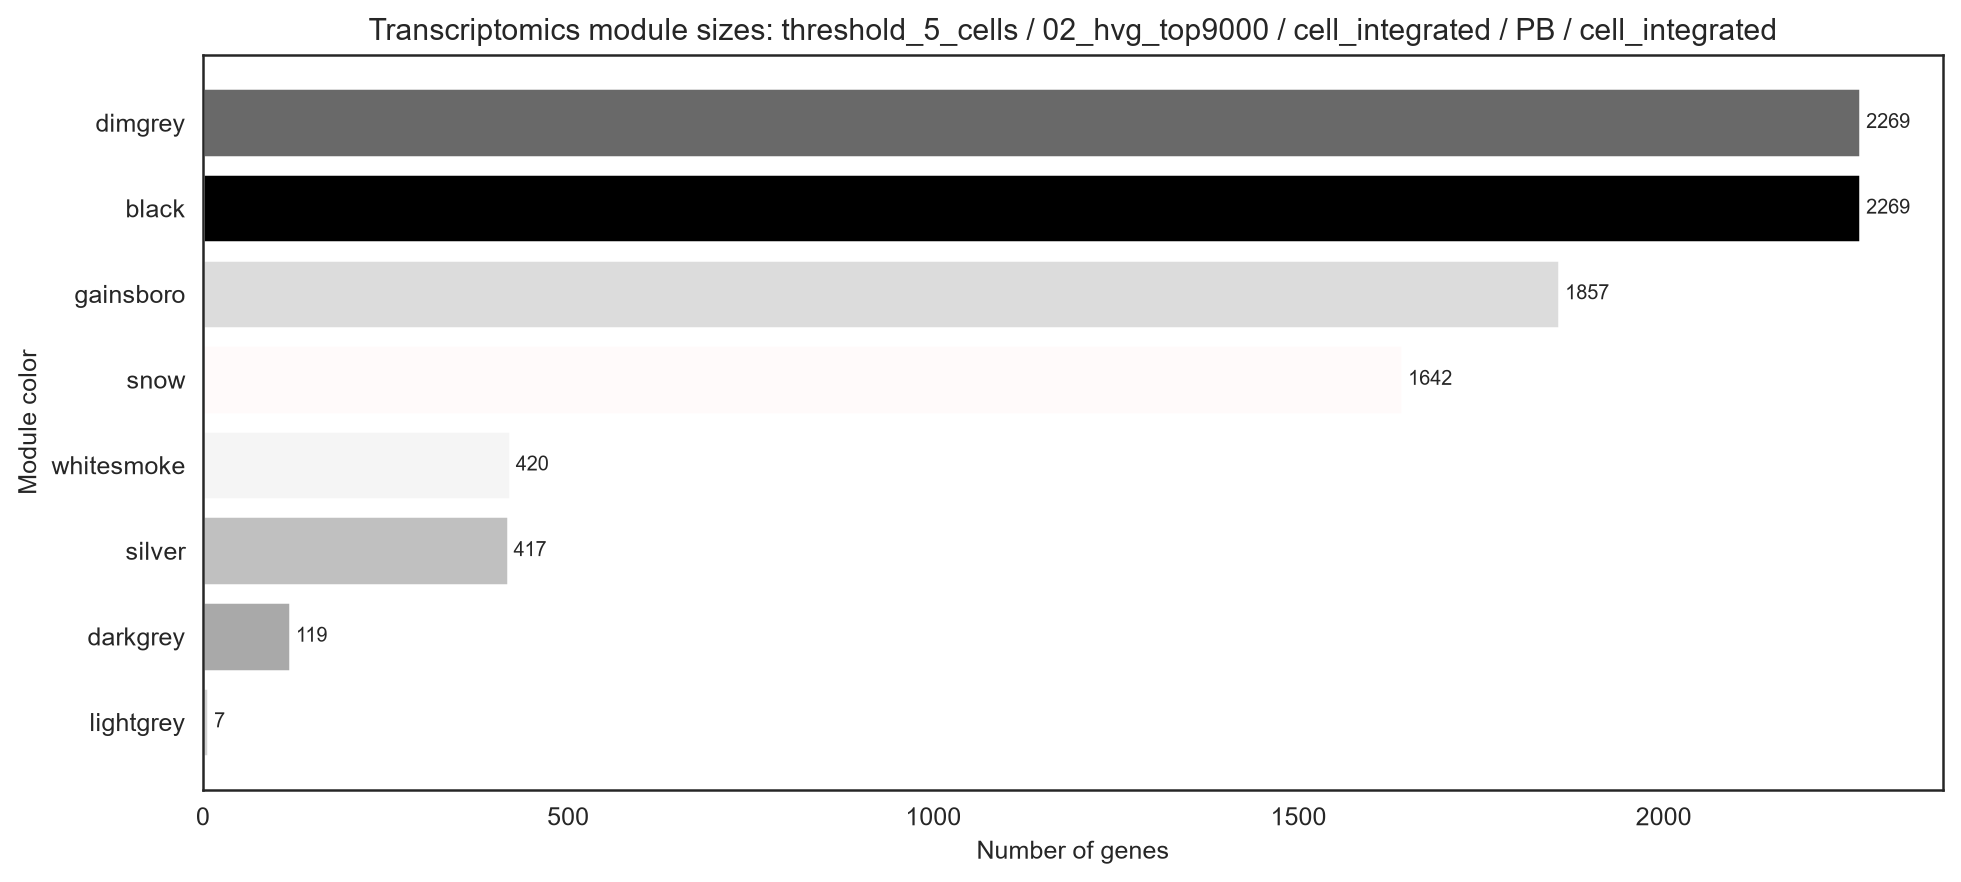 Transcriptomics module sizes: threshold_5_cells / 02_hvg_top9000 / cell_integrated / PB / cell_integrated
Module color
dimgrey 2269
black 2269
gainsboro 1857
snow 1642
whitesmoke 420
silver 417
darkgrey 119
lightgrey 7
0 500 1000 1500 2000
Number of genes